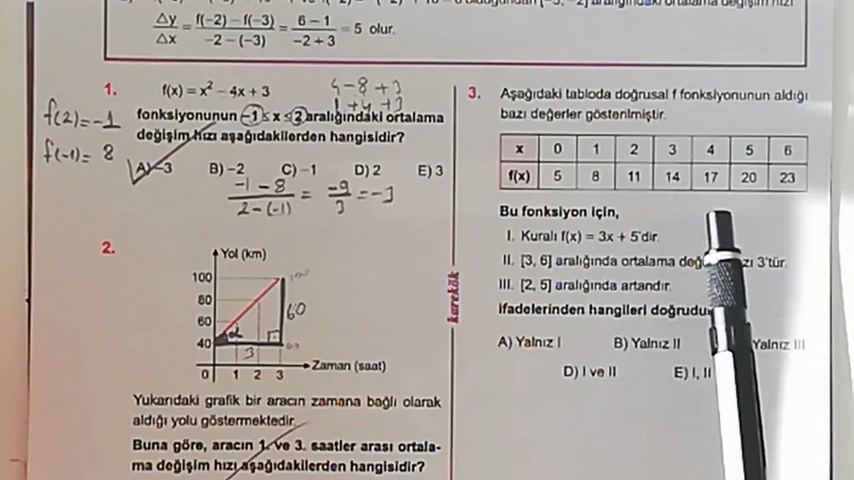 Δy/Δx = f(−2) − f(−3)/−2 − (−3) = 6 − 1/−2 + 3 = 5 olur.
1.
f(x) = x² − 4x + 3
4−8+3
1+4+3
f(2)=−1
f(−1)= 8
fonksiyonunun −1 ≤ x ≤ 2 aralığındaki ortalama
değişim hızı aşağıdakilerden hangisidir?
A) −3 B) −2 C) −1 D) 2 E) 3
−1−8/2−(−1) = −9/3 = −3
2.
Yol (km)
100
80
60
40
0 1 2 3
Zaman (saat)
α
60
3
Yukarıdaki grafik bir aracın zamana bağlı olarak
aldığı yolu göstermektedir.
Buna göre, aracın 1. ve 3. saatler arası ortala-
ma değişim hızı aşağıdakilerden hangisidir?
karekök
3. Aşağıdaki tabloda doğrusal f fonksiyonunun aldığı
bazı değerler gösterilmiştir.
x 0 1 2 3 4 5 6
f(x) 5 8 11 14 17 20 23
Bu fonksiyon için,
I. Kuralı f(x) = 3x + 5'dir.
II. [3, 6] aralığında ortalama değ zı 3'tür.
III. [2, 5] aralığında artandır.
ifadelerinden hangileri doğrudu
A) Yalnız I B) Yalnız II Yalnız III
D) I ve II E) I, II